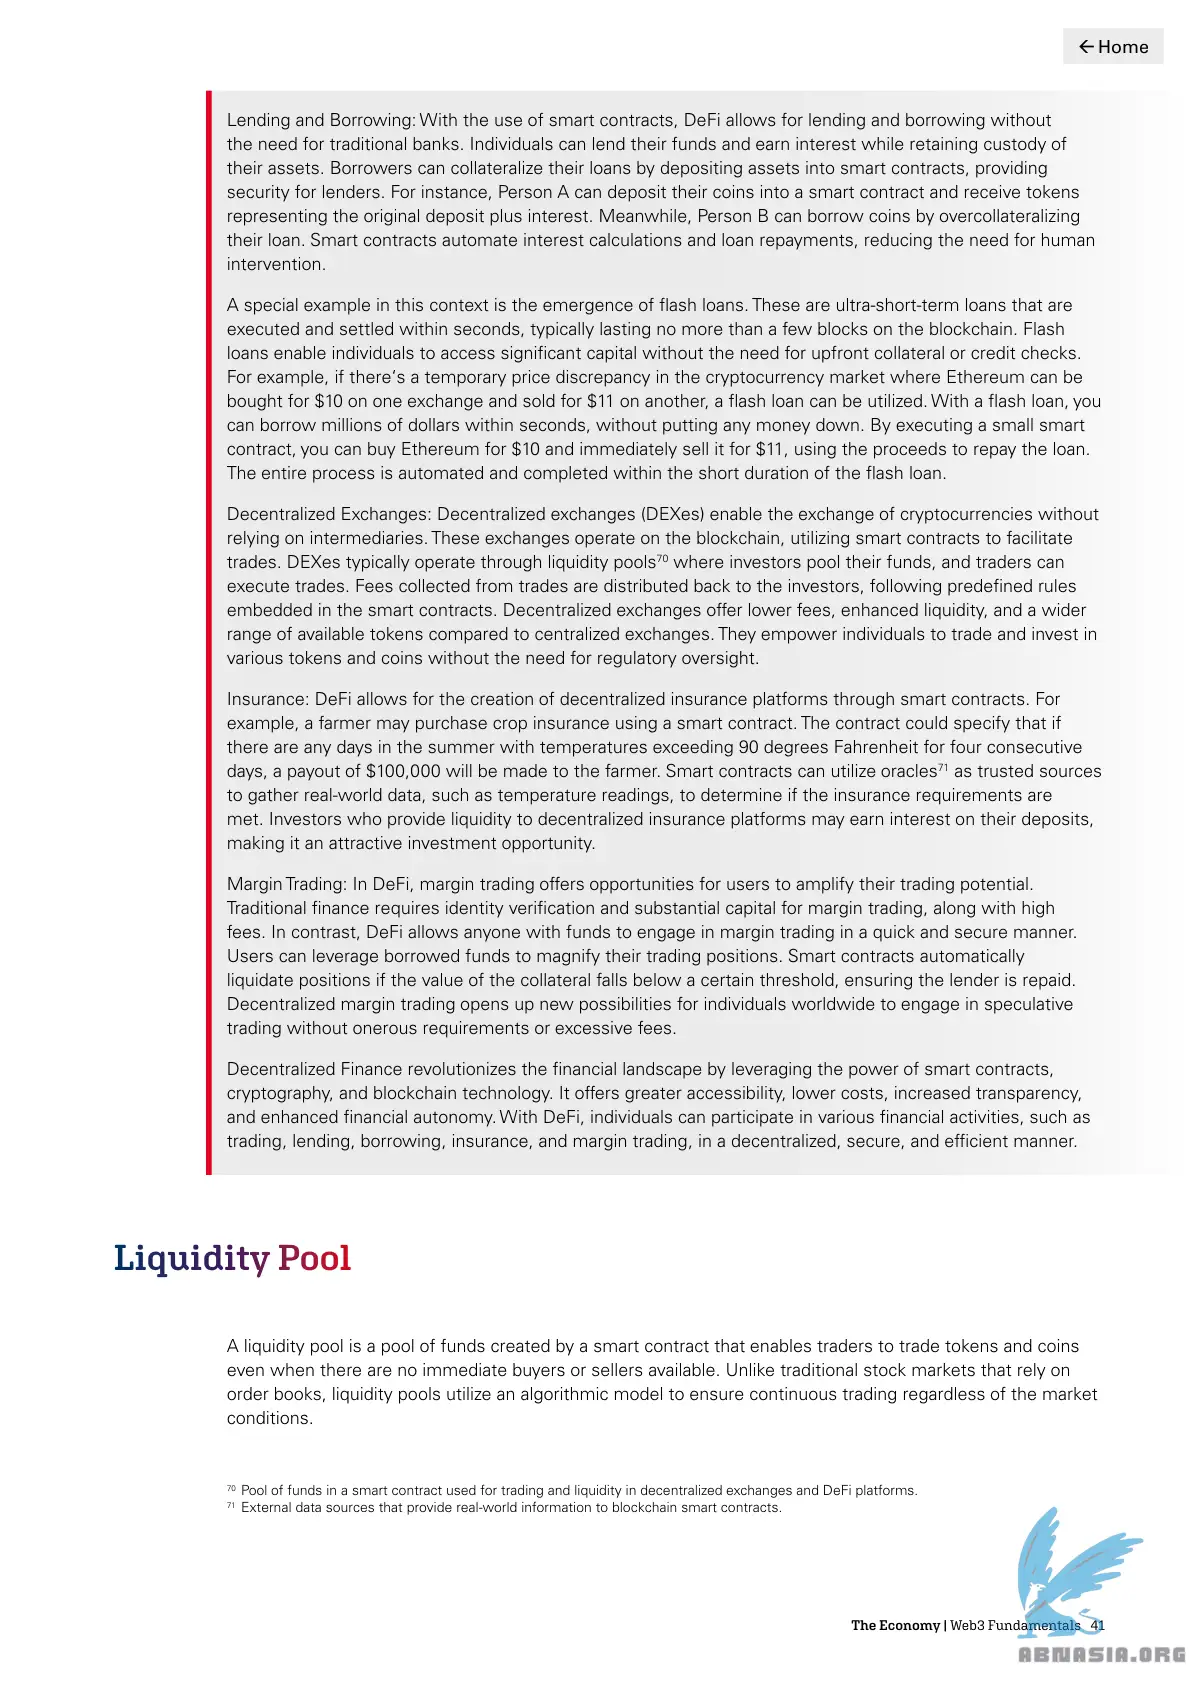 ← Home
Lending and Borrowing: With the use of smart contracts, DeFi allows for lending and borrowing without
the need for traditional banks. Individuals can lend their funds and earn interest while retaining custody of
their assets. Borrowers can collateralize their loans by depositing assets into smart contracts, providing
security for lenders. For instance, Person A can deposit their coins into a smart contract and receive tokens
representing the original deposit plus interest. Meanwhile, Person B can borrow coins by overcollateralizing
their loan. Smart contracts automate interest calculations and loan repayments, reducing the need for human
intervention.
A special example in this context is the emergence of flash loans. These are ultra-short-term loans that are
executed and settled within seconds, typically lasting no more than a few blocks on the blockchain. Flash
loans enable individuals to access significant capital without the need for upfront collateral or credit checks.
For example, if there's a temporary price discrepancy in the cryptocurrency market where Ethereum can be
bought for $10 on one exchange and sold for $11 on another, a flash loan can be utilized. With a flash loan, you
can borrow millions of dollars within seconds, without putting any money down. By executing a small smart
contract, you can buy Ethereum for $10 and immediately sell it for $11, using the proceeds to repay the loan.
The entire process is automated and completed within the short duration of the flash loan.
Decentralized Exchanges: Decentralized exchanges (DEXes) enable the exchange of cryptocurrencies without
relying on intermediaries. These exchanges operate on the blockchain, utilizing smart contracts to facilitate
trades. DEXes typically operate through liquidity pools⁷⁰ where investors pool their funds, and traders can
execute trades. Fees collected from trades are distributed back to the investors, following predefined rules
embedded in the smart contracts. Decentralized exchanges offer lower fees, enhanced liquidity, and a wider
range of available tokens compared to centralized exchanges. They empower individuals to trade and invest in
various tokens and coins without the need for regulatory oversight.
Insurance: DeFi allows for the creation of decentralized insurance platforms through smart contracts. For
example, a farmer may purchase crop insurance using a smart contract. The contract could specify that if
there are any days in the summer with temperatures exceeding 90 degrees Fahrenheit for four consecutive
days, a payout of $100,000 will be made to the farmer. Smart contracts can utilize oracles⁷¹ as trusted sources
to gather real-world data, such as temperature readings, to determine if the insurance requirements are
met. Investors who provide liquidity to decentralized insurance platforms may earn interest on their deposits,
making it an attractive investment opportunity.
Margin Trading: In DeFi, margin trading offers opportunities for users to amplify their trading potential.
Traditional finance requires identity verification and substantial capital for margin trading, along with high
fees. In contrast, DeFi allows anyone with funds to engage in margin trading in a quick and secure manner.
Users can leverage borrowed funds to magnify their trading positions. Smart contracts automatically
liquidate positions if the value of the collateral falls below a certain threshold, ensuring the lender is repaid.
Decentralized margin trading opens up new possibilities for individuals worldwide to engage in speculative
trading without onerous requirements or excessive fees.
Decentralized Finance revolutionizes the financial landscape by leveraging the power of smart contracts,
cryptography, and blockchain technology. It offers greater accessibility, lower costs, increased transparency,
and enhanced financial autonomy. With DeFi, individuals can participate in various financial activities, such as
trading, lending, borrowing, insurance, and margin trading, in a decentralized, secure, and efficient manner.
Liquidity Pool
A liquidity pool is a pool of funds created by a smart contract that enables traders to trade tokens and coins
even when there are no immediate buyers or sellers available. Unlike traditional stock markets that rely on
order books, liquidity pools utilize an algorithmic model to ensure continuous trading regardless of the market
conditions.
⁷⁰ Pool of funds in a smart contract used for trading and liquidity in decentralized exchanges and DeFi platforms.
⁷¹ External data sources that provide real-world information to blockchain smart contracts.
The Economy | Web3 Fundamentals 41
ABNASIA.ORG